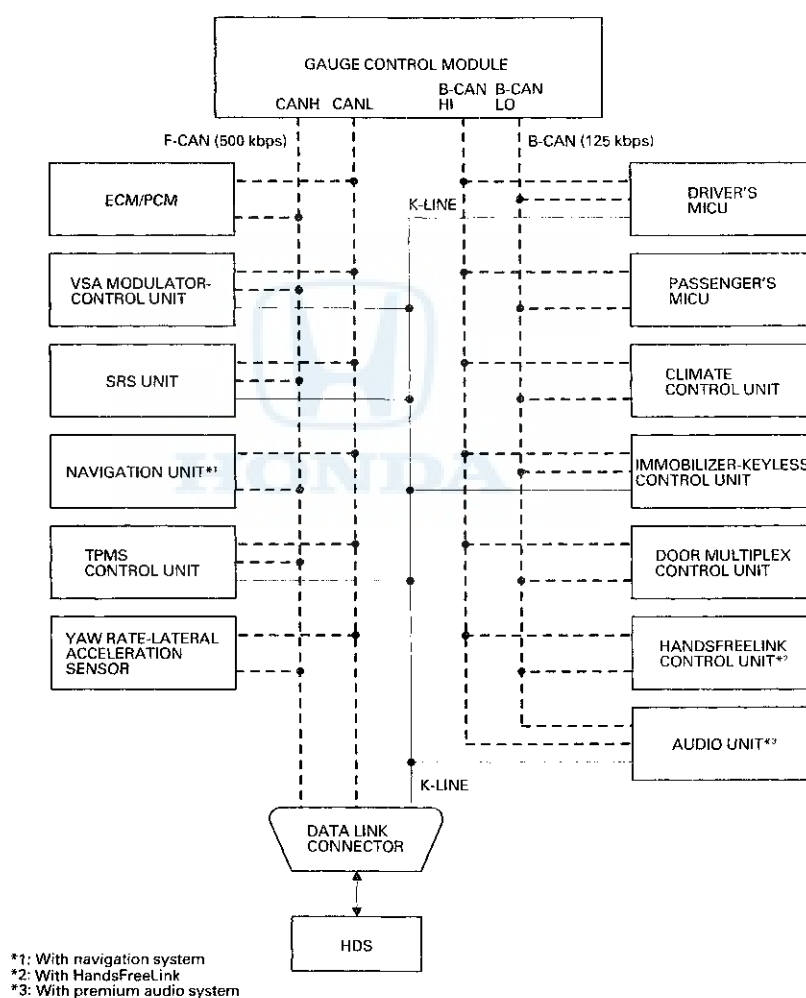 GAUGE CONTROL MODULE
B-CAN B-CAN
CANH CANL HI LO
F-CAN (500 kbps)
B-CAN (125 kbps)
ECM/PCM
K-LINE
DRIVER'S
MICU
VSA MODULATOR-
CONTROL UNIT
PASSENGER'S
MICU
SRS UNIT
CLIMATE
CONTROL UNIT
HONDA
NAVIGATION UNIT*1
IMMOBILIZER-KEYLESS
CONTROL UNIT
TPMS
CONTROL UNIT
DOOR MULTIPLEX
CONTROL UNIT
YAW RATE-LATERAL
ACCELERATION
SENSOR
HANDSFREELINK
CONTROL UNIT*2
AUDIO UNIT*3
K-LINE
DATA LINK
CONNECTOR
HDS
*1: With navigation system
*2: With HandsFreeLink
*3: With premium audio system